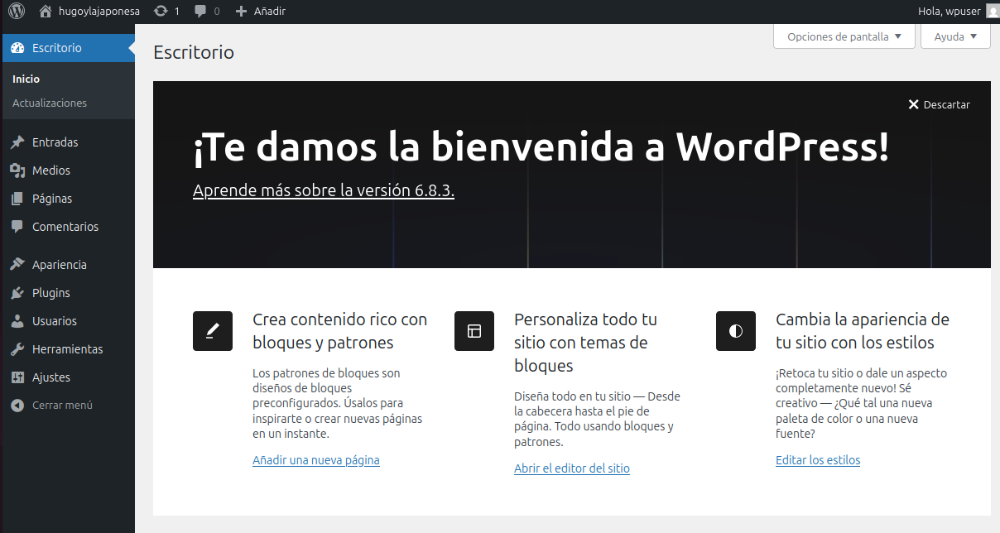 hugoylajaponesa 1 0 Añadir Hola, wpuser
Escritorio
Inicio
Actualizaciones
Entradas
Medios
Páginas
Comentarios
Apariencia
Plugins
Usuarios
Herramientas
Ajustes
Cerrar menú
Opciones de pantalla Ayuda
Escritorio
Descartar
¡Te damos la bienvenida a WordPress!
Aprende más sobre la versión 6.8.3.
Crea contenido rico con
bloques y patrones
Los patrones de bloques son
diseños de bloques
preconfigurados. Úsalos para
inspirarte o crear nuevas páginas
en un instante.
Añadir una nueva página
Personaliza todo tu
sitio con temas de
bloques
Diseña todo en tu sitio — Desde
la cabecera hasta el pie de
página. Todo usando bloques y
patrones.
Abrir el editor del sitio
Cambia la apariencia de
tu sitio con los estilos
¡Retoca tu sitio o dale un aspecto
completamente nuevo! Sé
creativo — ¿Qué tal una nueva
paleta de color o una nueva
fuente?
Editar los estilos